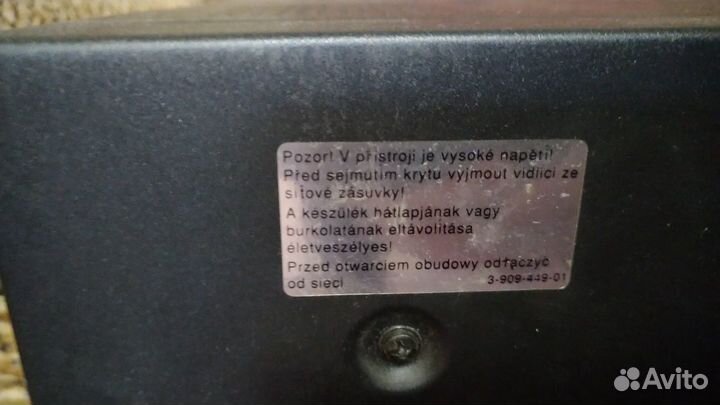 Pozor! V přístroji je vysoké napětí!
Před sejmutím krytu vyjmout vidlici ze
síťové zásuvky!
A készülék hátlapjának vagy
burkolatának eltávolítása
életveszélyes!
Przed otwarciem obudowy odłączyć
od sieci 3-909-449-01
Avito